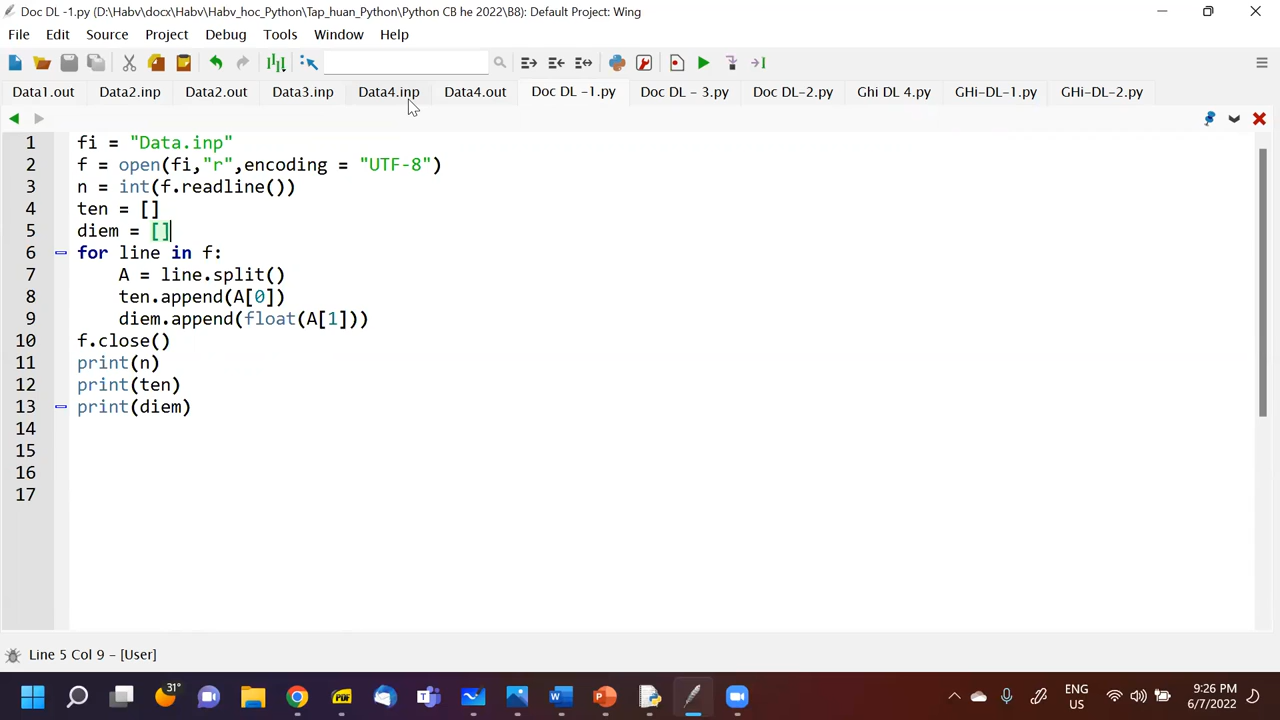 Doc DL -1.py (D:\Habv\docx\Habv\Habv_hoc_Python\Tap_huan_Python\Python CB he 2022\B8): Default Project: Wing
File Edit Source Project Debug Tools Window Help
Data1.out Data2.inp Data2.out Data3.inp Data4.inp Data4.out Doc DL -1.py Doc DL - 3.py Doc DL-2.py Ghi DL 4.py GHi-DL-1.py GHi-DL-2.py
1 fi = "Data.inp"
2 f = open(fi,"r",encoding = "UTF-8")
3 n = int(f.readline())
4 ten = []
5 diem = []
6 for line in f:
7 A = line.split()
8 ten.append(A[0])
9 diem.append(float(A[1]))
10 f.close()
11 print(n)
12 print(ten)
13 print(diem)
14
15
16
17
Line 5 Col 9 - [User]
31°
ENG
US
9:26 PM
6/7/2022